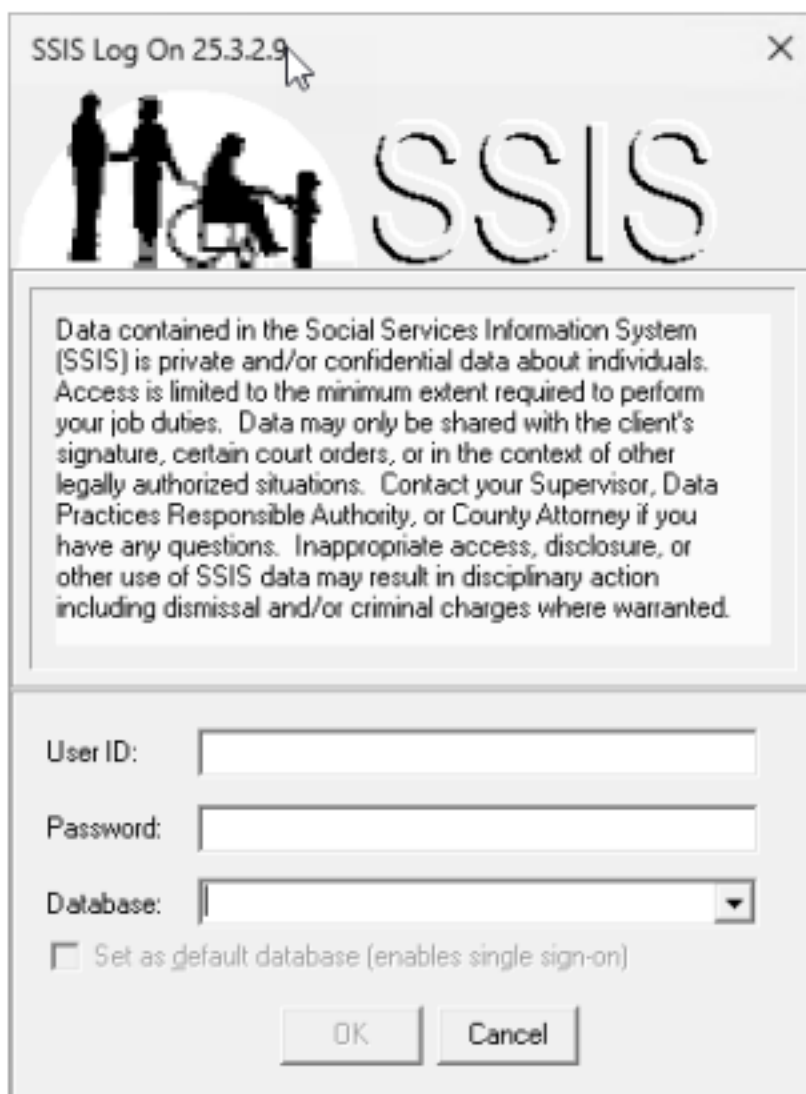 SSIS Log On 25.3.2.9
SSIS
Data contained in the Social Services Information System
(SSIS) is private and/or confidential data about individuals.
Access is limited to the minimum extent required to perform
your job duties.  Data may only be shared with the client's
signature, certain court orders, or in the context of other
legally authorized situations.  Contact your Supervisor, Data
Practices Responsible Authority, or County Attorney if you
have any questions.  Inappropriate access, disclosure, or
other use of SSIS data may result in disciplinary action
including dismissal and/or criminal charges where warranted.
User ID:
Password:
Database:
Set as default database (enables single sign-on)
OK Cancel